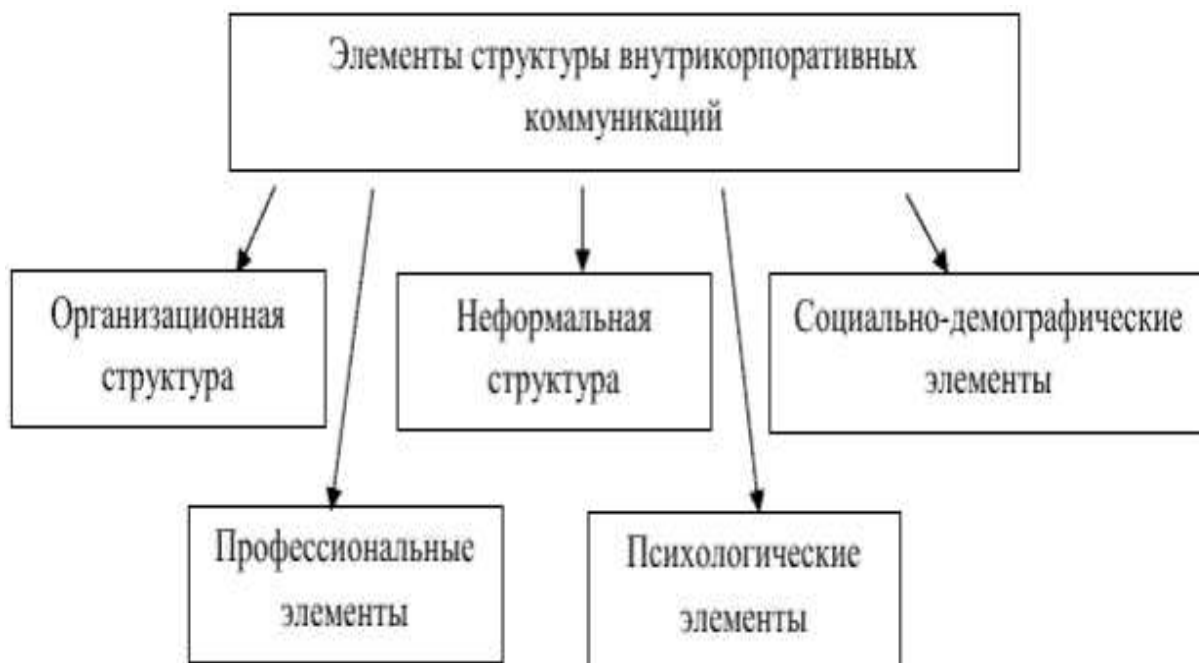 Элементы структуры внутрикорпоративных
коммуникаций
Организационная
структура
Неформальная
структура
Социально-демографические
элементы
Профессиональные
элементы
Психологические
элементы